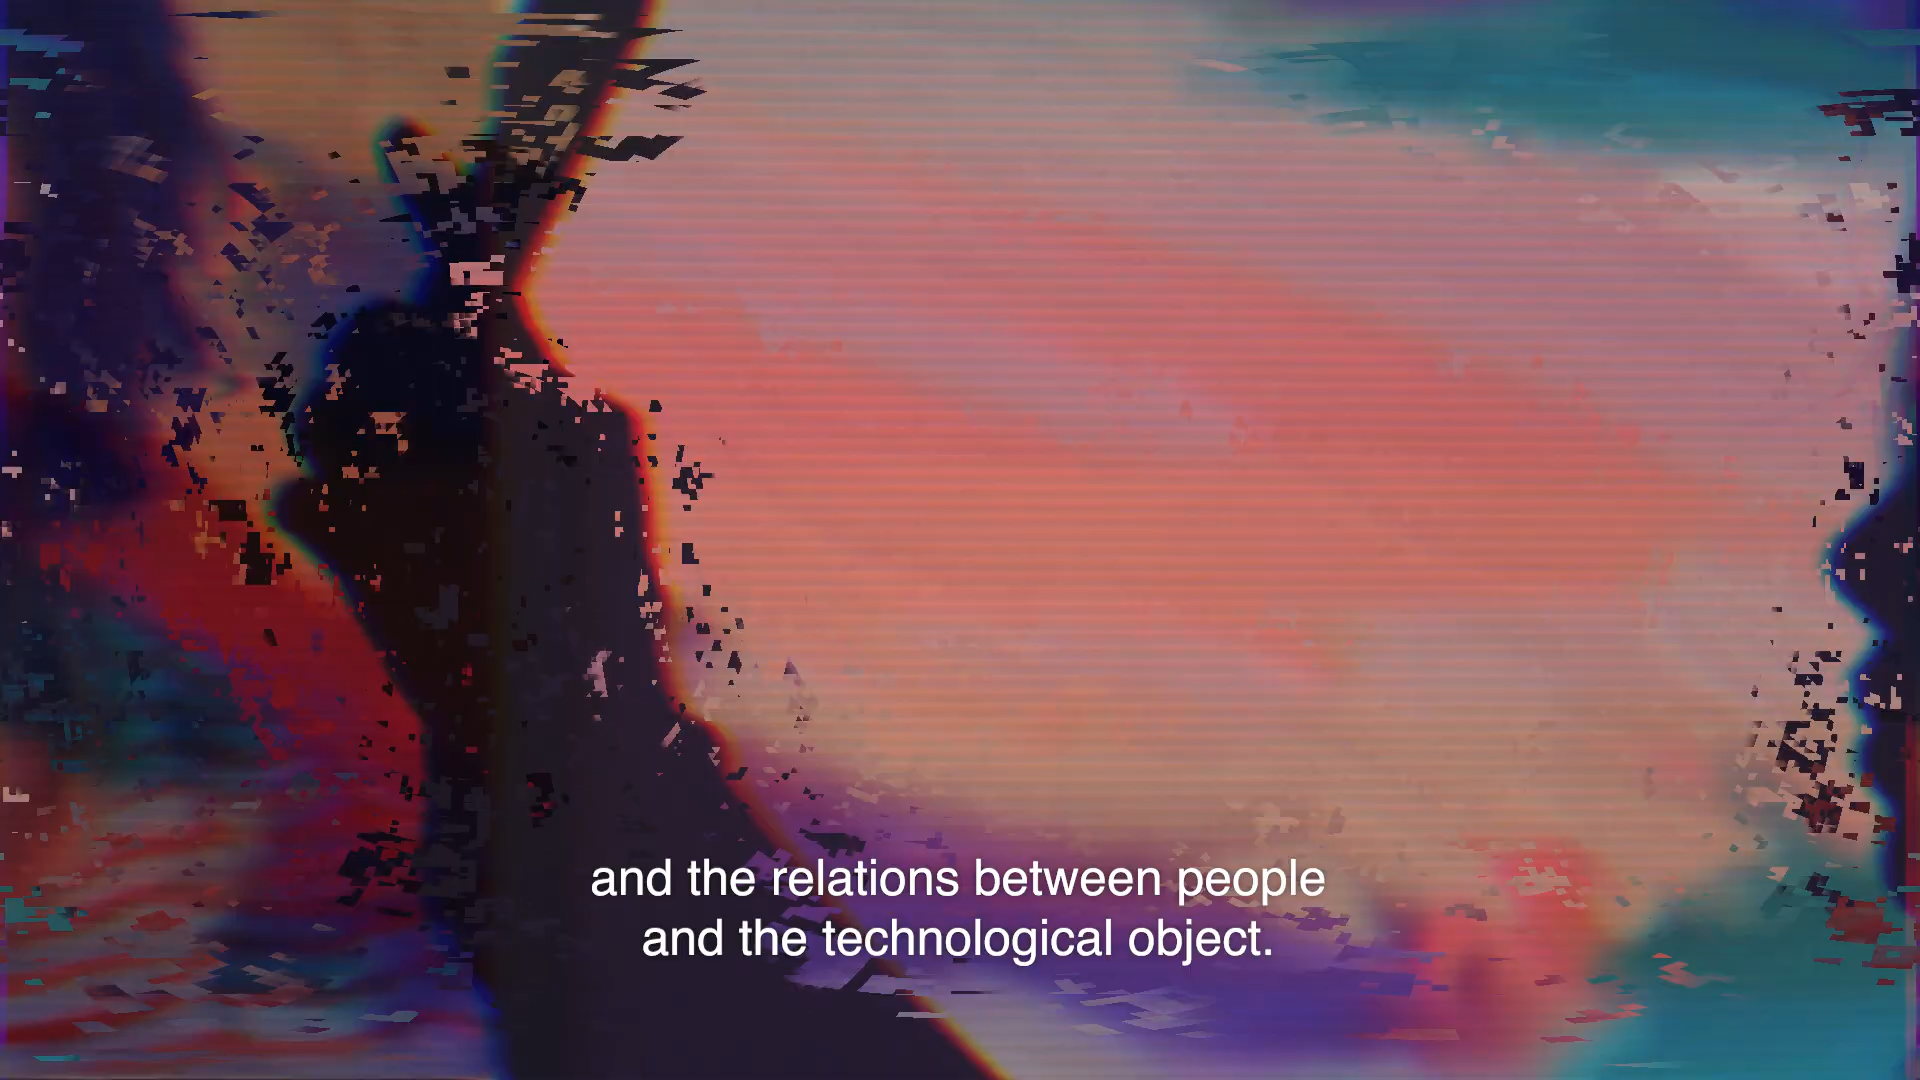 and the relations between people
and the technological object.